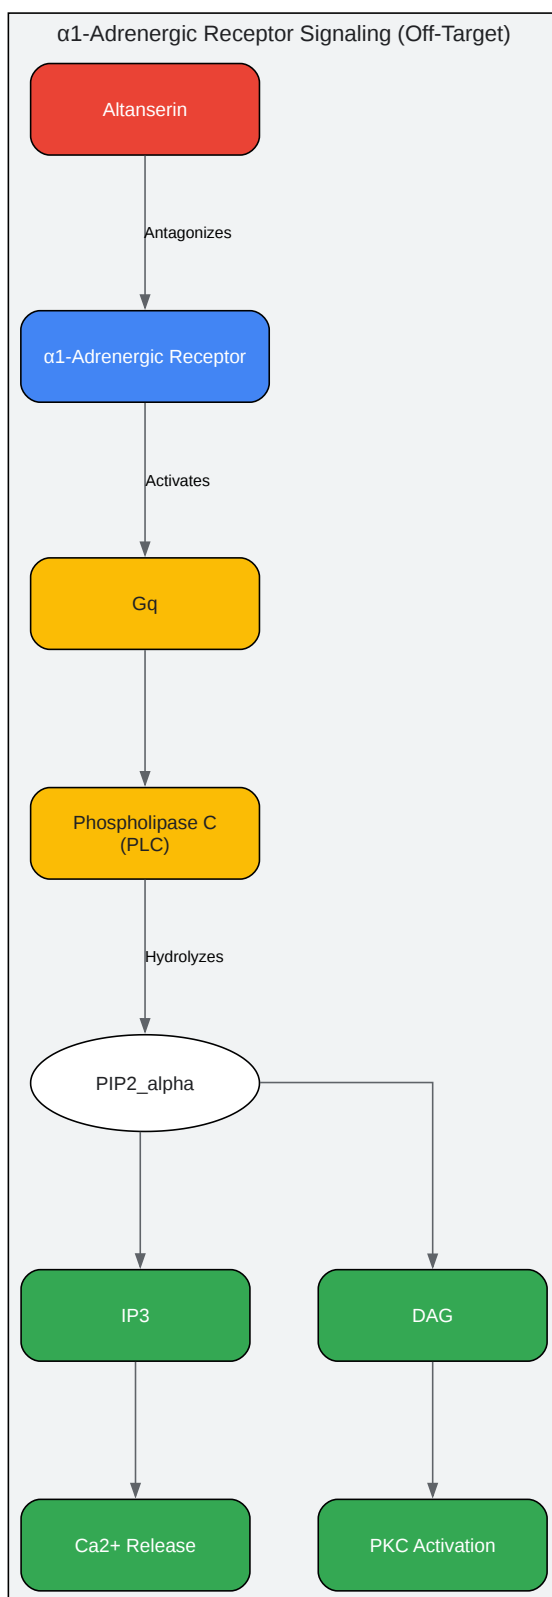 α1-Adrenergic Receptor Signaling (Off-Target)
Altanserin
Antagonizes
α1-Adrenergic Receptor
Activates
Gq
Phospholipase C
(PLC)
Hydrolyzes
PIP2_alpha
IP3
DAG
Ca2+ Release
PKC Activation